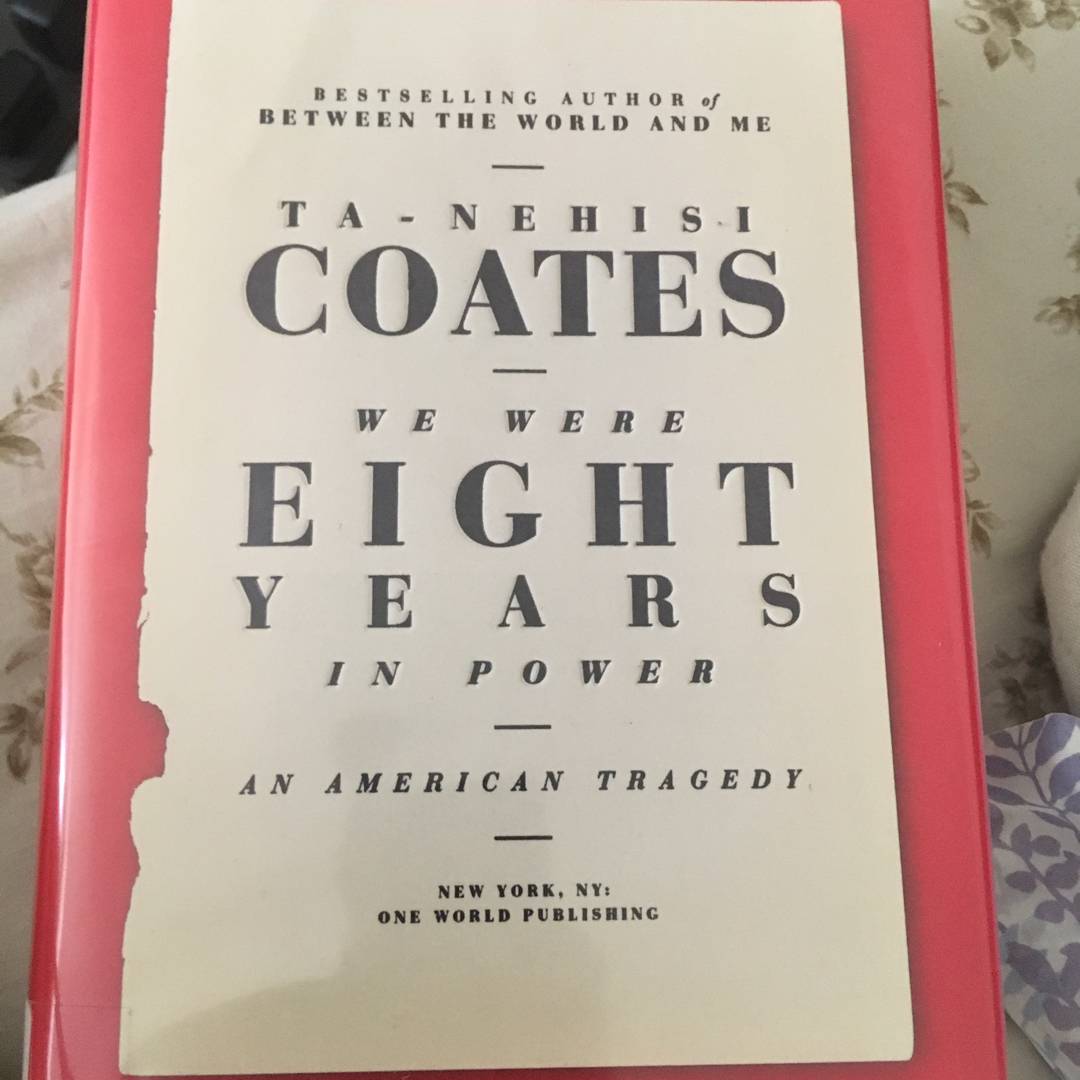 BESTSELLING AUTHOR of
BETWEEN THE WORLD AND ME
TA-NEHISI
COATES
WE WERE
EIGHT
YEARS
IN POWER
AN AMERICAN TRAGEDY
NEW YORK, NY:
ONE WORLD PUBLISHING